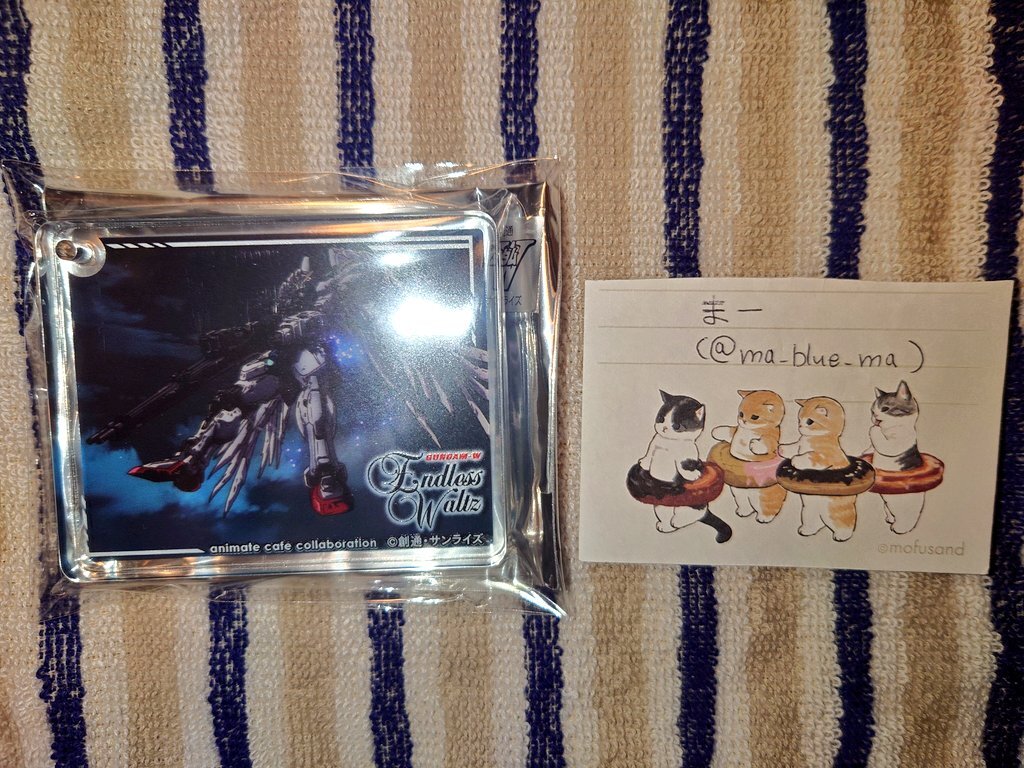 GUNDAM-W
Endless
Waltz
animate cafe collaboration ©創通・サンライズ
まー
(@ma_blue_ma)
©mofusand